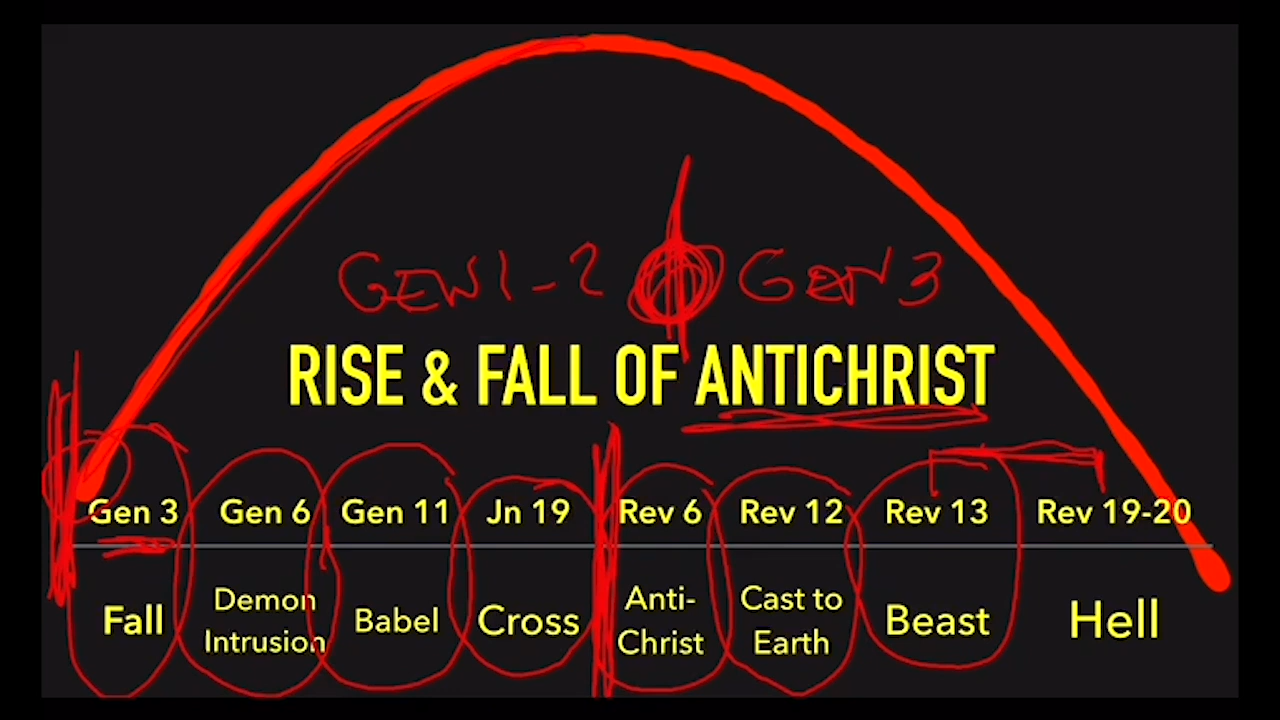 GEN 1-2 GEN 3
RISE & FALL OF ANTICHRIST
Gen 3 Gen 6 Gen 11 Jn 19 Rev 6 Rev 12 Rev 13 Rev 19-20
Fall Demon Intrusion Babel Cross Anti-Christ Cast to Earth Beast Hell